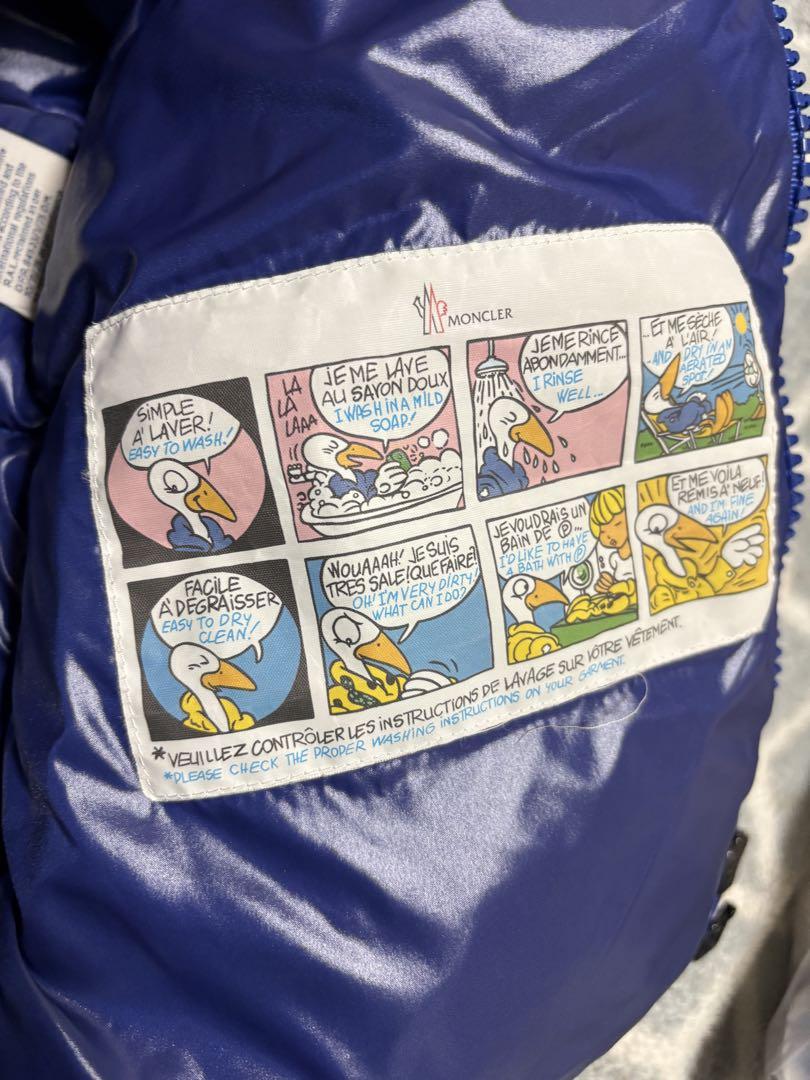 MONCLER
SIMPLE
À LAVER!
EASY TO WASH!
LA
LA
LAAA
JE ME LAVE
AU SAVON DOUX
I WASH IN A MILD
SOAP!
JE ME RINCE
ABONDAMMENT...
I RINSE
WELL...
...ET ME SÈCHE
À L'AIR!
-AND DRY IN AN
AERATED
SPOT!
FACILE
À DÉGRAISSER
EASY TO DRY
CLEAN!
WOUAAAH! JE SUIS
TRÈS SALE! QUE FAIRE?
OH! I'M VERY DIRTY!
WHAT CAN I DO?
JE VOUDRAIS UN
BAIN DE Ⓟ...
I'D LIKE TO HAVE
A BATH WITH Ⓟ
ET ME VOILA
REMIS À NEUF!
AND I'M FINE
AGAIN!
*VEUILLEZ CONTRÔLER LES INSTRUCTIONS DE LAVAGE SUR VÔTRE VÊTEMENT.
*PLEASE CHECK THE PROPER WASHING INSTRUCTIONS ON YOUR GARMENT.